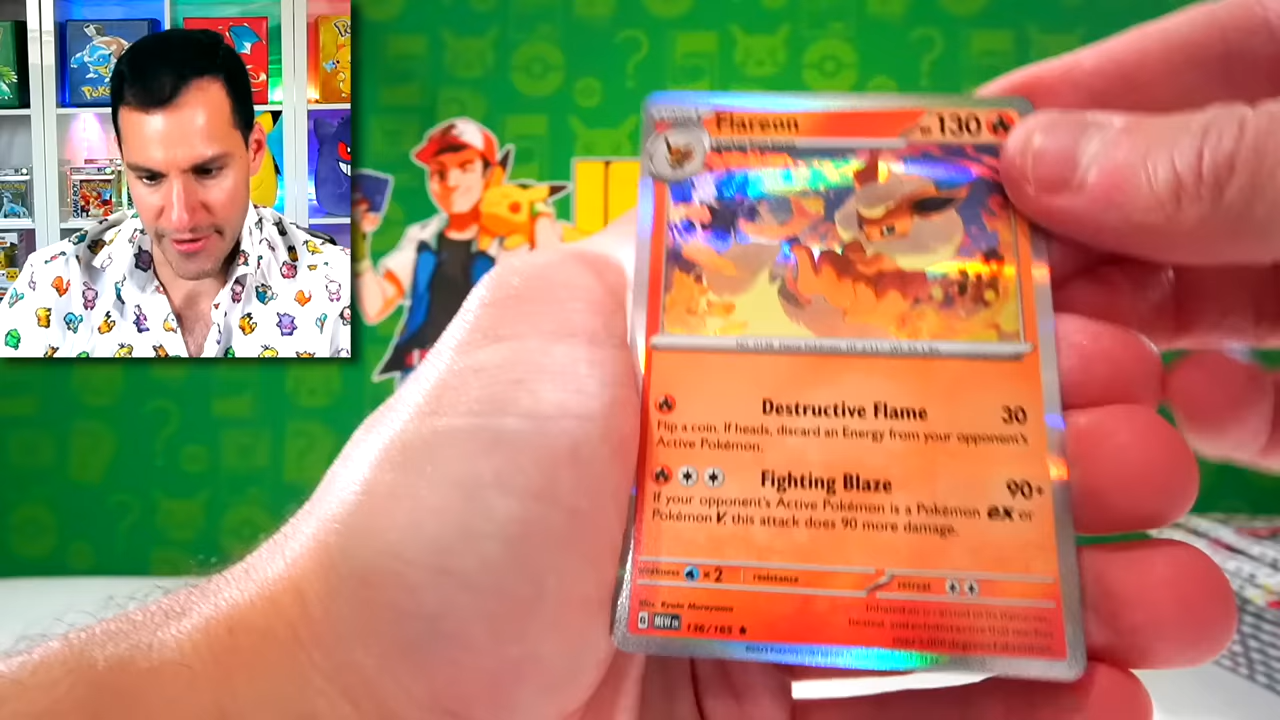 Flareon 130
Destructive Flame 30
Flip a coin. If heads, discard an Energy from your opponent's
Active Pokémon.
Fighting Blaze 90+
If your opponent's Active Pokémon is a Pokémon ex or
Pokémon V, this attack does 90 more damage.
weakness ×2 resistance retreat
Illus. Kyoko Murayama
G MEW EN 136/165